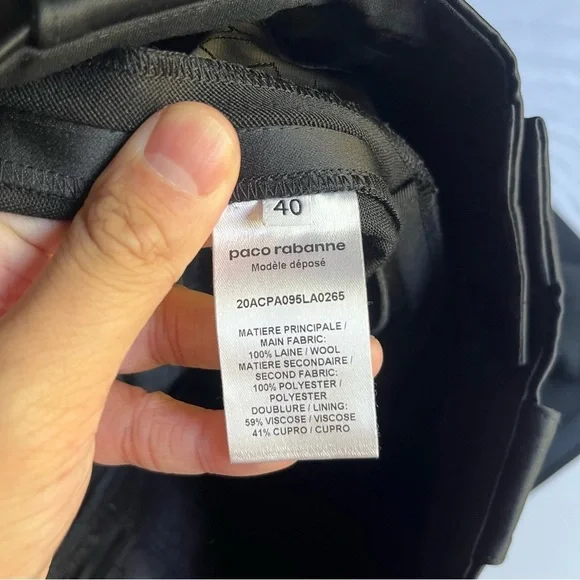 40
paco rabanne
Modèle déposé
20ACPA095LA0265
MATIERE PRINCIPALE /
MAIN FABRIC:
100% LAINE / WOOL
MATIERE SECONDAIRE /
SECOND FABRIC:
100% POLYESTER /
POLYESTER
DOUBLURE / LINING:
59% VISCOSE / VISCOSE
41% CUPRO / CUPRO